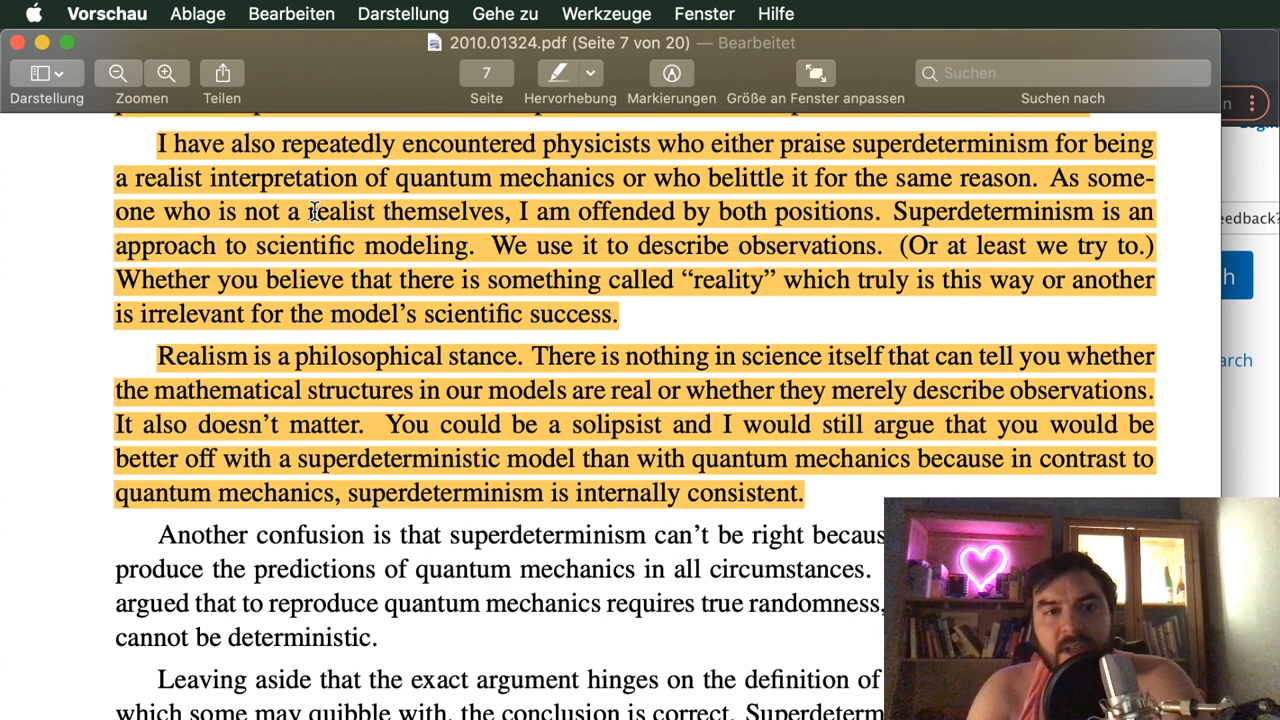 Vorschau Ablage Bearbeiten Darstellung Gehe zu Werkzeuge Fenster Hilfe
2010.01324.pdf (Seite 7 von 20) — Bearbeitet
7
Suchen
Darstellung Zoomen Teilen Seite Hervorhebung Markierungen Größe an Fenster anpassen Suchen nach
I have also repeatedly encountered physicists who either praise superdeterminism for being
a realist interpretation of quantum mechanics or who belittle it for the same reason. As some-
one who is not a realist themselves, I am offended by both positions. Superdeterminism is an
approach to scientific modeling. We use it to describe observations. (Or at least we try to.)
Whether you believe that there is something called “reality” which truly is this way or another
is irrelevant for the model’s scientific success.
Realism is a philosophical stance. There is nothing in science itself that can tell you whether
the mathematical structures in our models are real or whether they merely describe observations.
It also doesn’t matter. You could be a solipsist and I would still argue that you would be
better off with a superdeterministic model than with quantum mechanics because in contrast to
quantum mechanics, superdeterminism is internally consistent.
Another confusion is that superdeterminism can’t be right becaus
produce the predictions of quantum mechanics in all circumstances.
argued that to reproduce quantum mechanics requires true randomness,
cannot be deterministic.
Leaving aside that the exact argument hinges on the definition of
which some may quibble with, the conclusion is correct. Superdeterm
n
eedback?
h
arch